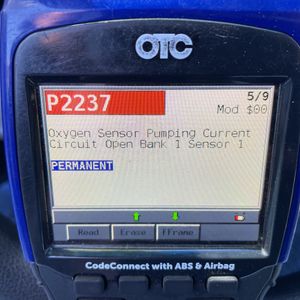 OTC
P2237
5/9
Mod $00
Oxygen Sensor Pumping Current
Circuit Open Bank 1 Sensor 1
PERMANENT
Read Erase FFrame
CodeConnect with ABS & Airbag